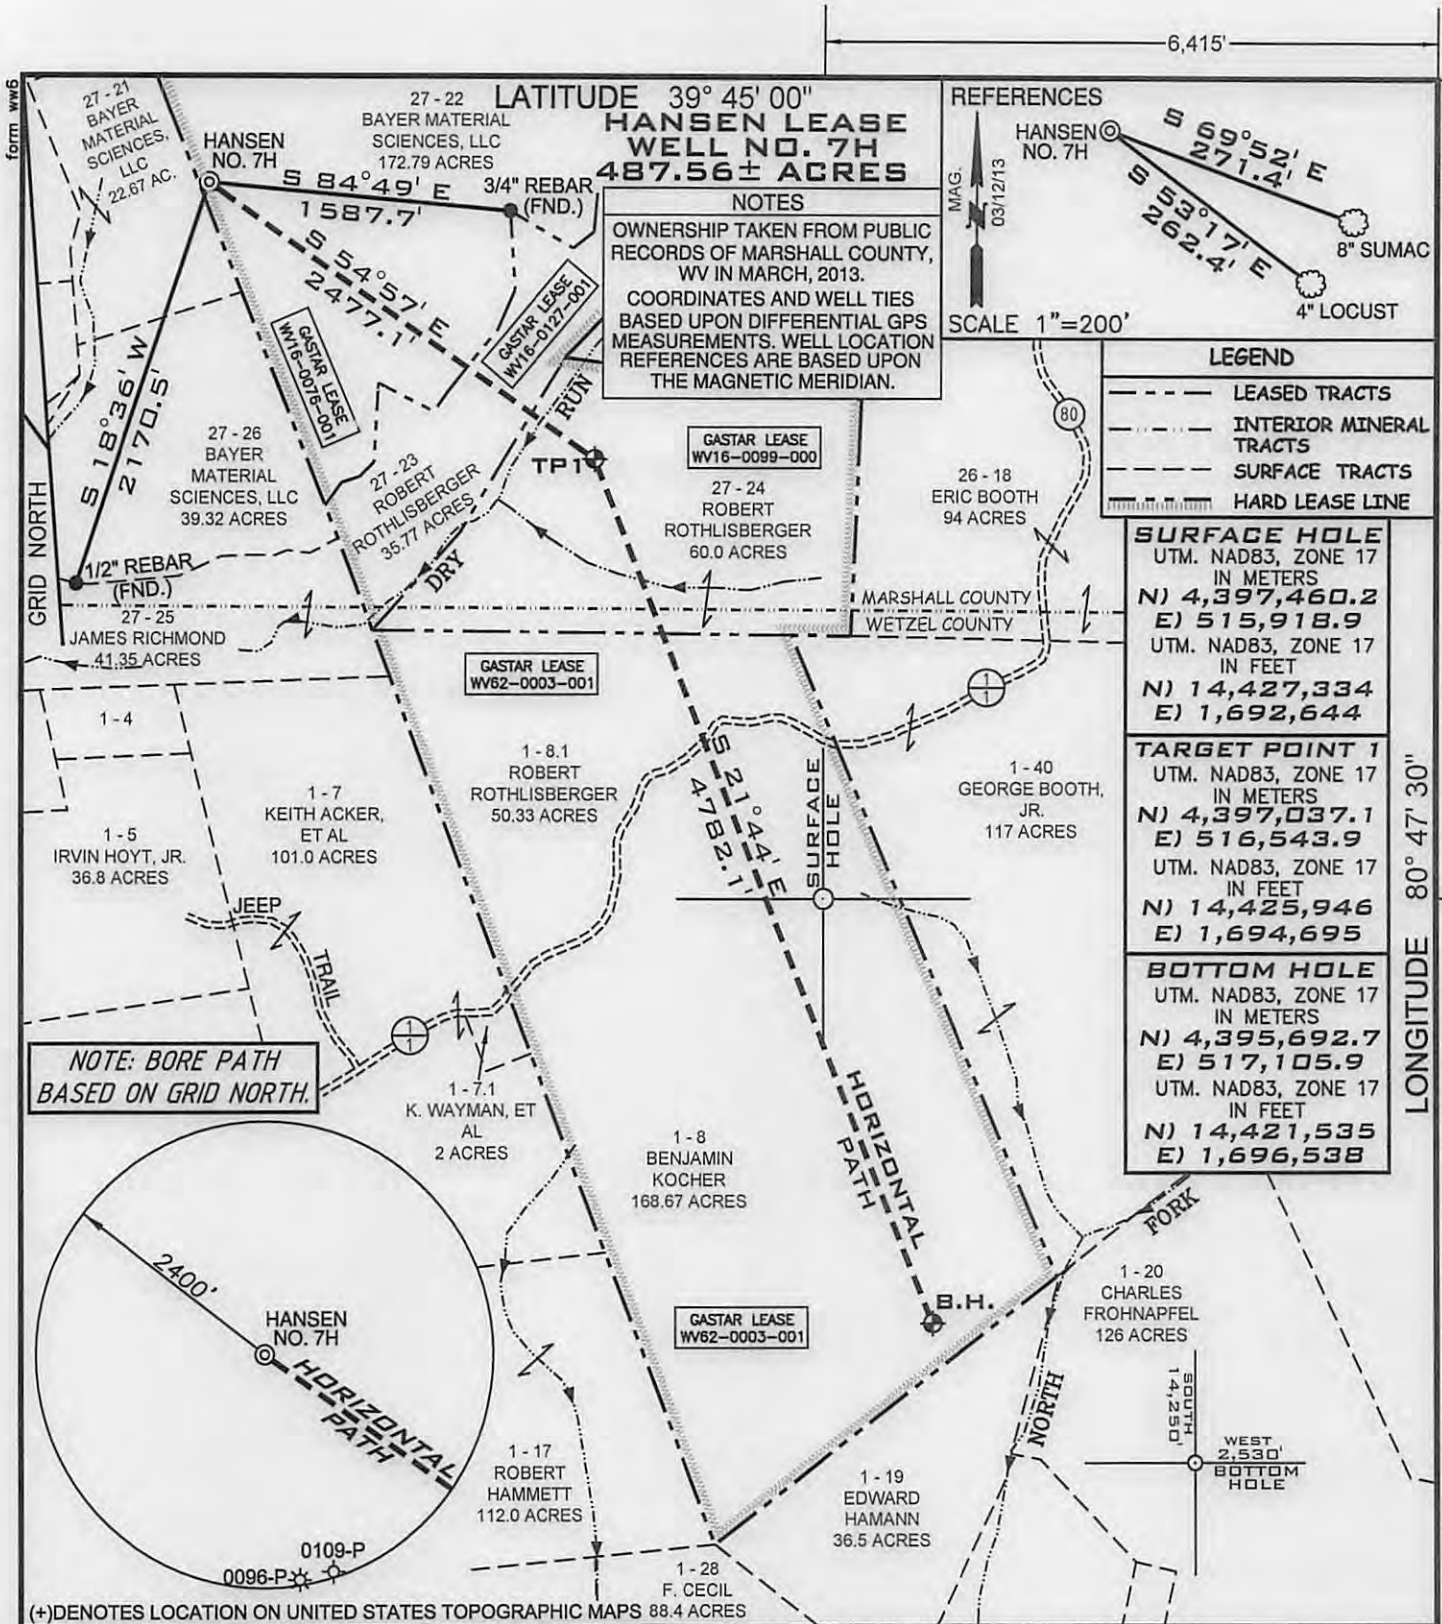 6,415'
form ww6
LATITUDE 39° 45' 00"
HANSEN LEASE
WELL NO. 7H
487.56± ACRES
NOTES
OWNERSHIP TAKEN FROM PUBLIC
RECORDS OF MARSHALL COUNTY,
WV IN MARCH, 2013.
COORDINATES AND WELL TIES
BASED UPON DIFFERENTIAL GPS
MEASUREMENTS. WELL LOCATION
REFERENCES ARE BASED UPON
THE MAGNETIC MERIDIAN.
REFERENCES
MAG.
03/12/13
HANSEN
NO. 7H
S 69°52' E
271.4'
S 53°17' E
262.4'
8" SUMAC
4" LOCUST
SCALE 1"=200'
LEGEND
LEASED TRACTS
INTERIOR MINERAL
TRACTS
SURFACE TRACTS
HARD LEASE LINE
27 - 21
BAYER
MATERIAL
SCIENCES,
LLC
22.67 AC.
27 - 22
BAYER MATERIAL
SCIENCES, LLC
172.79 ACRES
HANSEN
NO. 7H
S 84°49' E
1587.7'
3/4" REBAR
(FND.)
S 54°57' E
2477.1'
GASTAR LEASE
WV16-0127-001
GASTAR LEASE
WV16-0076-001
S 18°36' W
2170.5'
27 - 26
BAYER
MATERIAL
SCIENCES, LLC
39.32 ACRES
27 - 23
ROBERT
ROTHLISBERGER
35.77 ACRES
DRY
RUN
TP1
GASTAR LEASE
WV16-0099-000
27 - 24
ROBERT
ROTHLISBERGER
60.0 ACRES
80
26 - 18
ERIC BOOTH
94 ACRES
GRID NORTH
1/2" REBAR
(FND.)
27 - 25
JAMES RICHMOND
41.35 ACRES
MARSHALL COUNTY
WETZEL COUNTY
GASTAR LEASE
WV62-0003-001
1
1
SURFACE HOLE
UTM. NAD83, ZONE 17
IN METERS
N) 4,397,460.2
E) 515,918.9
UTM. NAD83, ZONE 17
IN FEET
N) 14,427,334
E) 1,692,644
TARGET POINT 1
UTM. NAD83, ZONE 17
IN METERS
N) 4,397,037.1
E) 516,543.9
UTM. NAD83, ZONE 17
IN FEET
N) 14,425,946
E) 1,694,695
BOTTOM HOLE
UTM. NAD83, ZONE 17
IN METERS
N) 4,395,692.7
E) 517,105.9
UTM. NAD83, ZONE 17
IN FEET
N) 14,421,535
E) 1,696,538
LONGITUDE 80° 47' 30"
1 - 4
1 - 5
IRVIN HOYT, JR.
36.8 ACRES
1 - 7
KEITH ACKER,
ET AL
101.0 ACRES
1 - 8.1
ROBERT
ROTHLISBERGER
50.33 ACRES
S 21°44' E
4782.1'
SURFACE
HOLE
1 - 40
GEORGE BOOTH,
JR.
117 ACRES
JEEP
TRAIL
1
1
NOTE: BORE PATH
BASED ON GRID NORTH.
1 - 7.1
K. WAYMAN, ET
AL
2 ACRES
1 - 8
BENJAMIN
KOCHER
168.67 ACRES
HORIZONTAL
PATH
FORK
B.H.
1 - 20
CHARLES
FROHNAPFEL
126 ACRES
GASTAR LEASE
WV62-0003-001
2400'
HANSEN
NO. 7H
HORIZONTAL
PATH
0096-P
0109-P
1 - 17
ROBERT
HAMMETT
112.0 ACRES
NORTH
1 - 19
EDWARD
HAMANN
36.5 ACRES
SOUTH
14,250'
WEST
2,530'
BOTTOM
HOLE
1 - 28
F. CECIL
88.4 ACRES
(+)DENOTES LOCATION ON UNITED STATES TOPOGRAPHIC MAPS